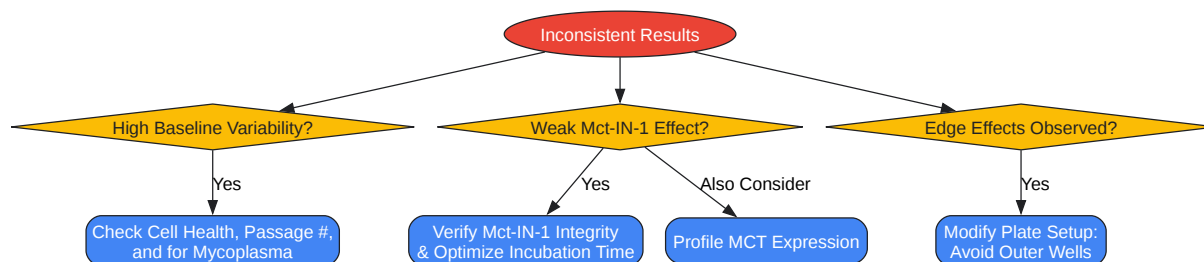 Inconsistent Results
High Baseline Variability?
Weak Mct-IN-1 Effect?
Edge Effects Observed?
Yes
Yes
Also Consider
Yes
Check Cell Health, Passage #,
and for Mycoplasma
Verify Mct-IN-1 Integrity
& Optimize Incubation Time
Profile MCT Expression
Modify Plate Setup:
Avoid Outer Wells